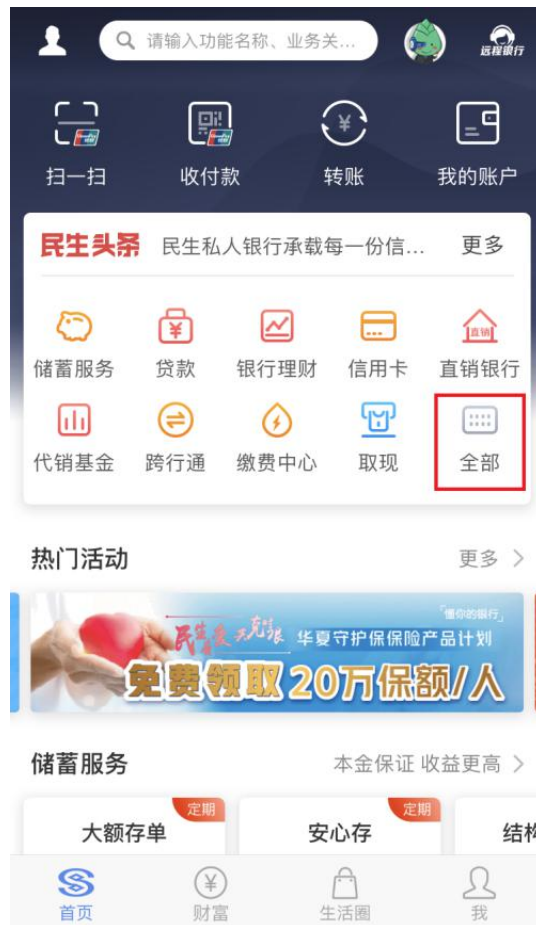 请输入功能名称、业务关...
远程银行
扫一扫 收付款 转账 我的账户
民生头条 民生私人银行承载每一份信... 更多
直销
储蓄服务 贷款 银行理财 信用卡 直销银行
代销基金 跨行通 缴费中心 取现 全部
热门活动 更多
「懂你的银行」
华夏守护保保险产品计划
免费领取20万保额/人
储蓄服务 本金保证 收益更高
定期 定期
大额存单 安心存 结构
首页 财富 生活圈 我